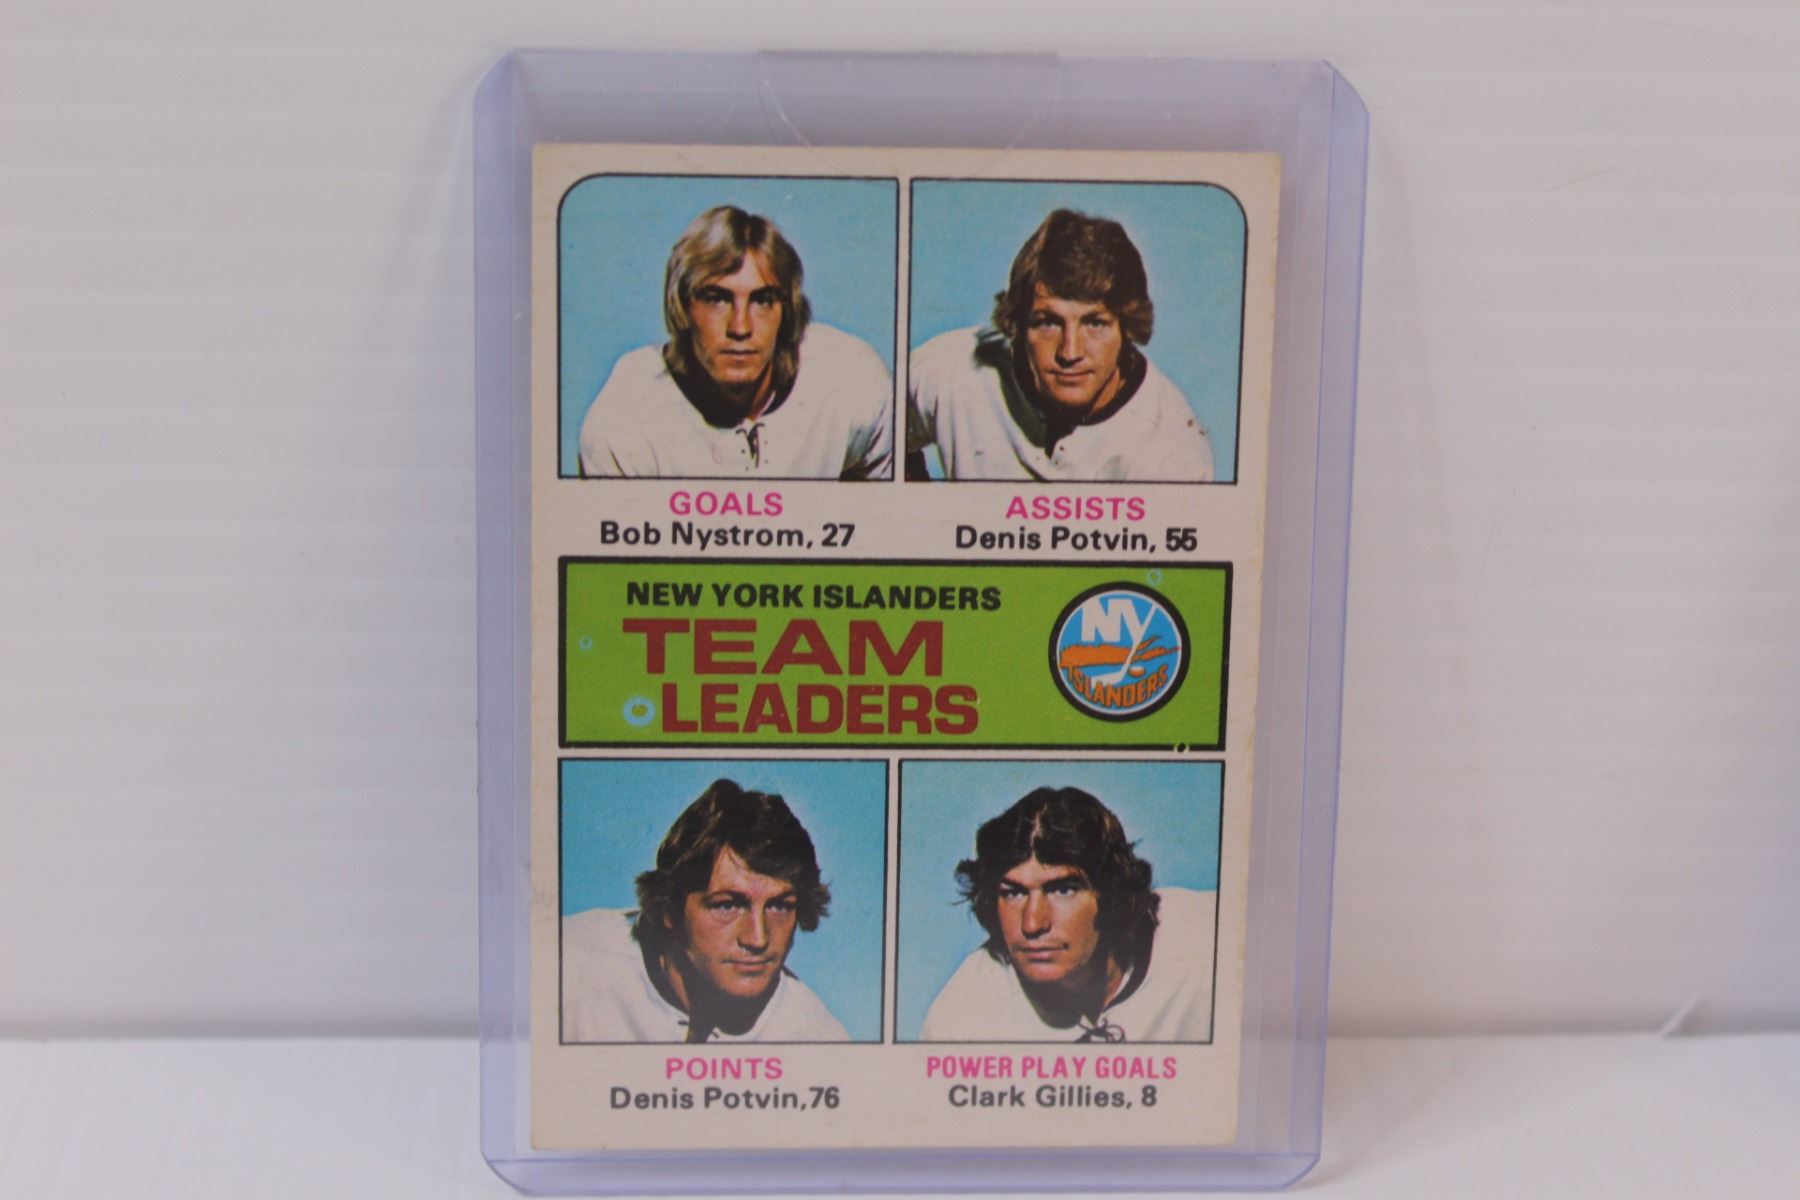 GOALS
Bob Nystrom, 27
ASSISTS
Denis Potvin, 55
NEW YORK ISLANDERS
TEAM
LEADERS
NY
ISLANDERS
POINTS
Denis Potvin,76
POWER PLAY GOALS
Clark Gillies, 8